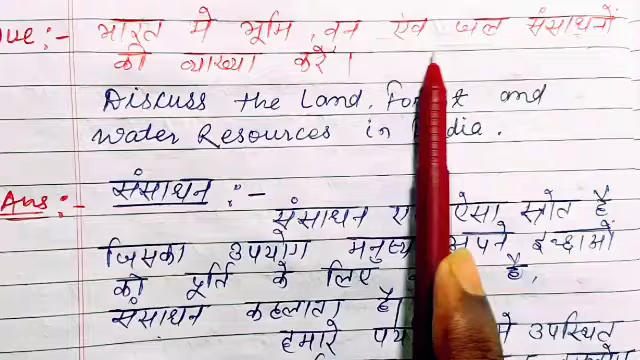 Que:- भारत मे भूमि, वन एंव जल संसाधनों
की व्याख्या करें।
Discuss the Land, and
Water Resources in
Ans:- संसाधन :-
संसाधन ऐसा स्त्रोत है
जिसका उपयोग मनुष्य अपने इच्छाओं
की पूर्ति के लिए है,
संसाधन कहलाता है।
हमारे उपस्थित